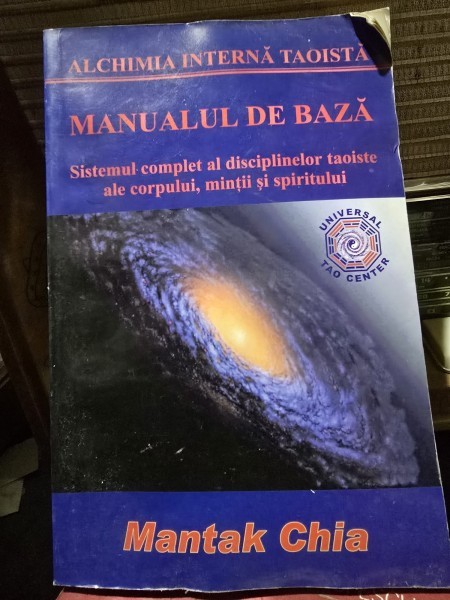 ALCHIMIA INTERNĂ TAOISTĂ
MANUALUL DE BAZĂ
Sistemul complet al disciplinelor taoiste
ale corpului, minții și spiritului
UNIVERSAL
TAO CENTER
Mantak Chia